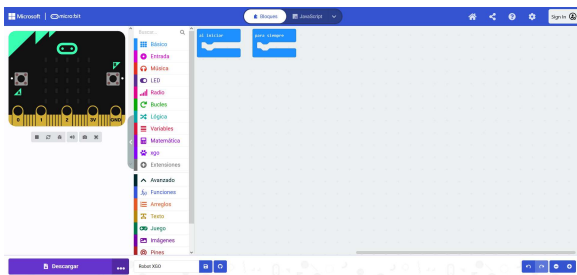 Microsoft | micro:bit
Bloques
JavaScript
Sign In
Buscar...
al iniciar
para siempre
Básico
Entrada
Música
LED
Radio
Bucles
Lógica
Variables
Matemática
xgo
Extensiones
Avanzado
Funciones
Arreglos
Texto
Juego
Imágenes
Pines
0 1 2 3V GND
Descargar
Robot XGO